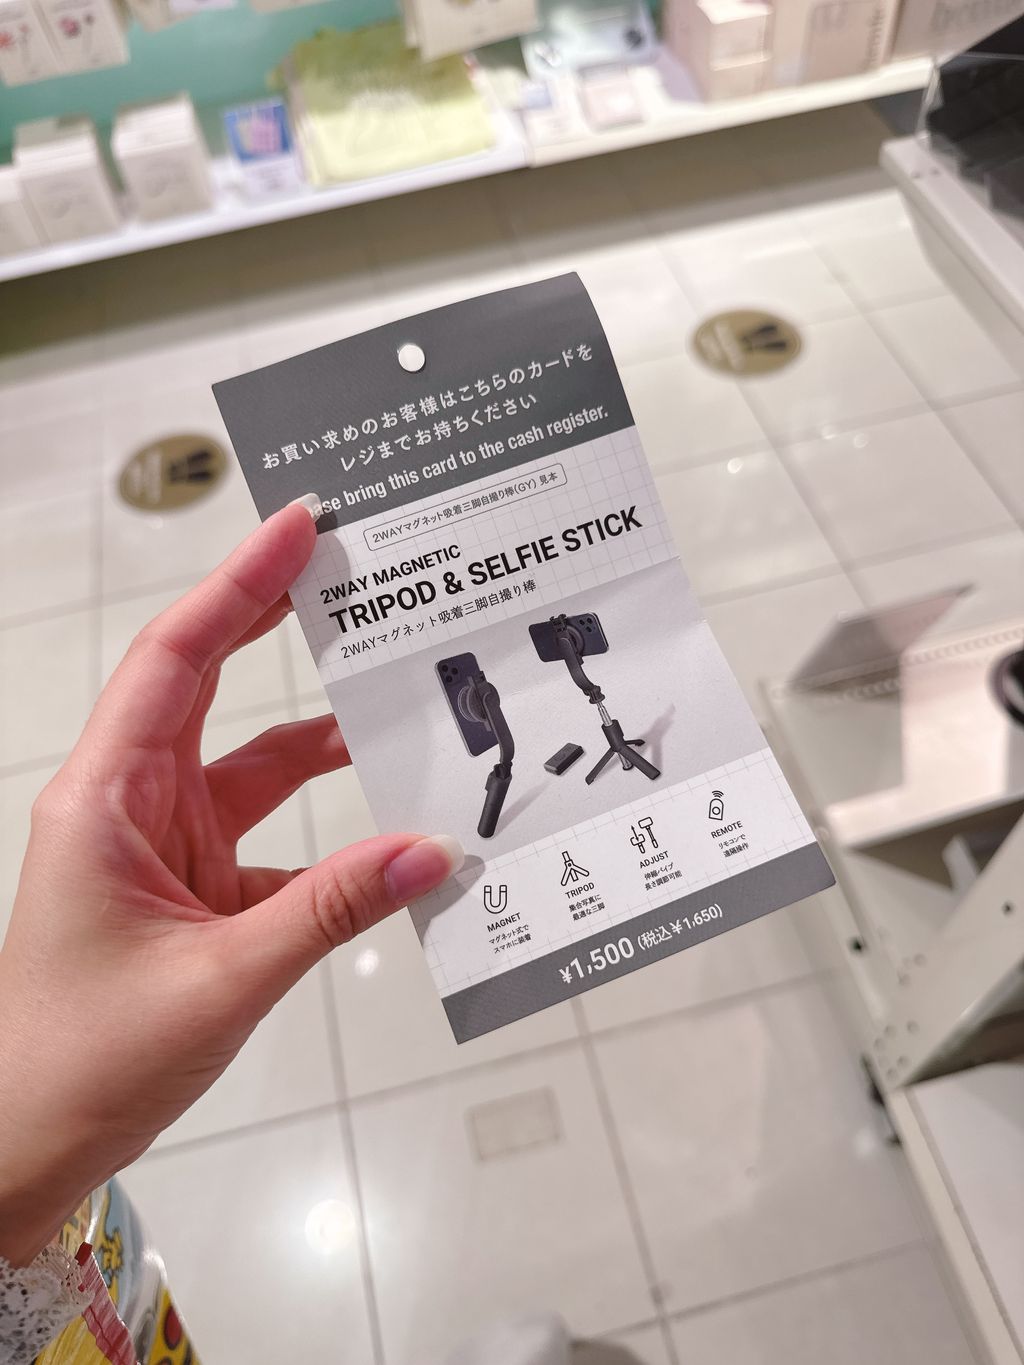 お買い求めのお客様はこちらのカードを
レジまでお持ちください
ase bring this card to the cash register.
2WAYマグネット吸着三脚自撮り棒(GY) 見本
2WAY MAGNETIC
TRIPOD & SELFIE STICK
2WAYマグネット吸着三脚自撮り棒
MAGNET
マグネット式で
スマホに装着
TRIPOD
集合写真に
最適な三脚
ADJUST
伸縮パイプ
長さ調節可能
REMOTE
リモコンで
遠隔操作
¥1,500 (税込¥1,650)